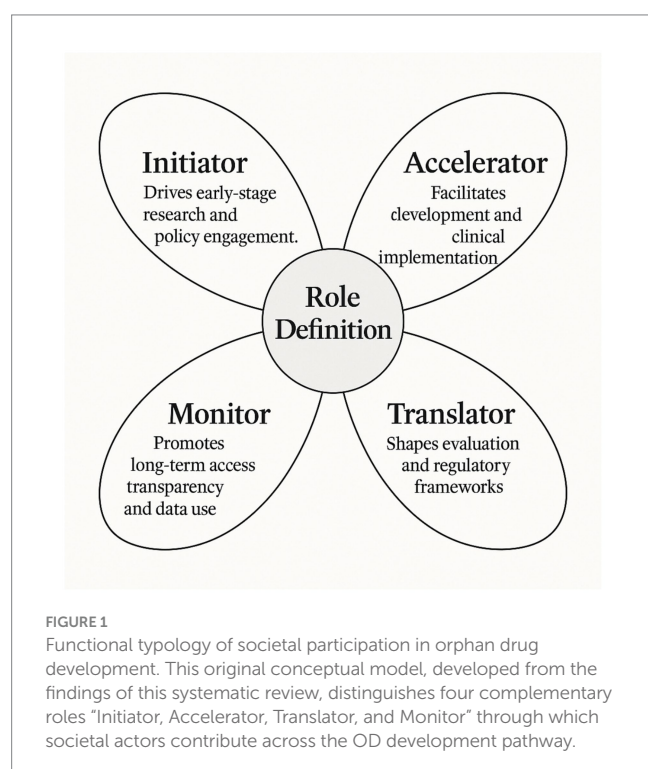 Initiator
Drives early-stage
research and
policy engagement.
Accelerator
Facilitates
development and
clinical
implementation
Role
Definition
Monitor
Promotes
long-term access
transparency
and data use
Translator
Shapes evaluation
and regulatory
frameworks
FIGURE 1
Functional typology of societal participation in orphan drug
development. This original conceptual model, developed from the
findings of this systematic review, distinguishes four complementary
roles “Initiator, Accelerator, Translator, and Monitor” through which
societal actors contribute across the OD development pathway.